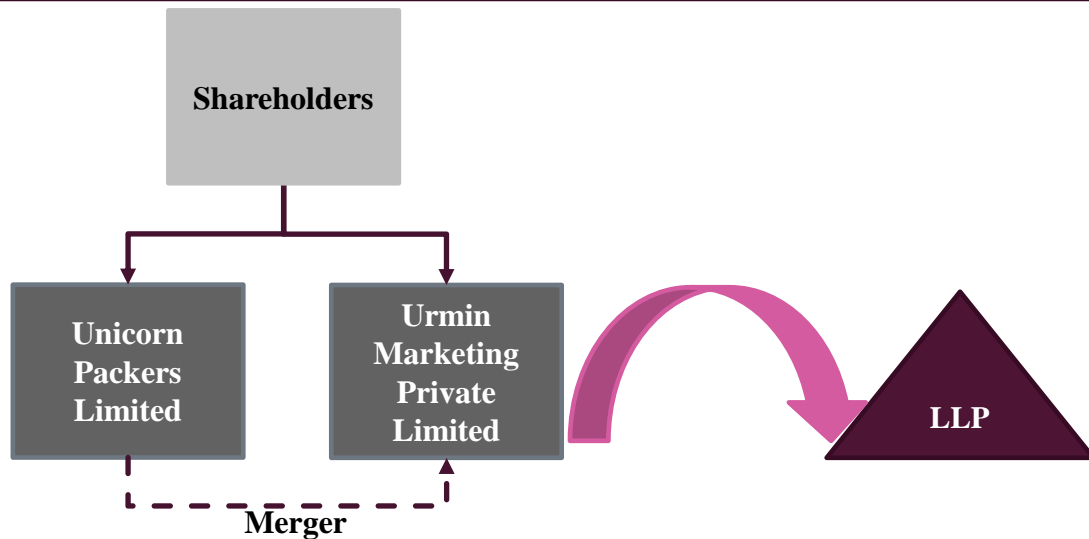 Shareholders
Unicorn
Packers
Limited
Urmin
Marketing
Private
Limited
LLP
Merger